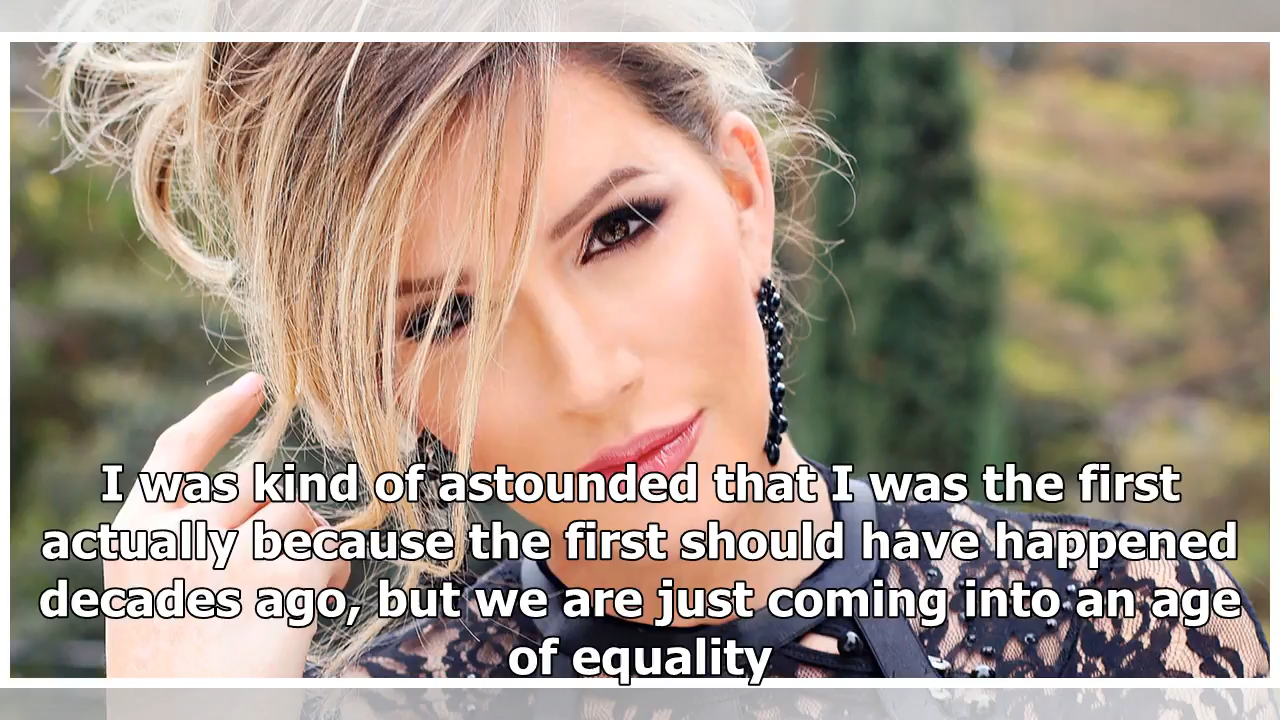 I was kind of astounded that I was the first
actually because the first should have happened
decades ago, but we are just coming into an age
of equality